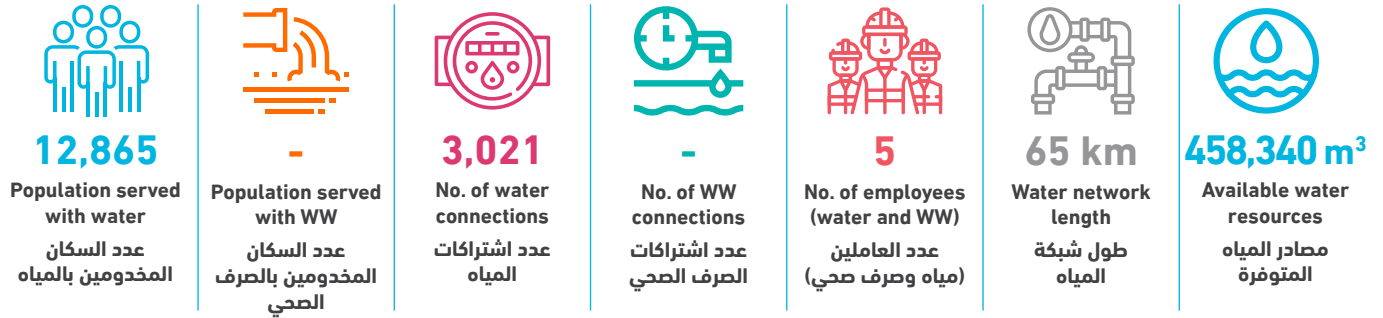 12,865
Population served
with water
عدد السكان
المخدومين بالمياه
-
Population served
with WW
عدد السكان
المخدومين بالصرف
الصحي
3,021
No. of water
connections
عدد اشتراكات
المياه
-
No. of WW
connections
عدد اشتراكات
الصرف الصحي
5
No. of employees
(water and WW)
عدد العاملين
(مياه وصرف صحي)
65 km
Water network
length
طول شبكة
المياه
458,340 m³
Available water
resources
مصادر المياه
المتوفرة